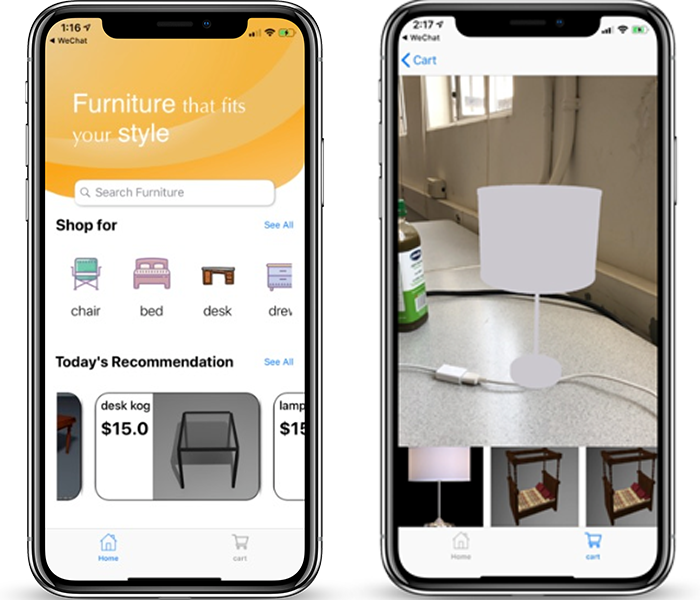 1:16
WeChat
Furniture that fits
your style
Search Furniture
Shop for
See All
chair
bed
desk
Today's Recommendation
See All
desk kog
$15.0
lamp
$15
Home
cart
2:17
WeChat
Cart
Home
cart